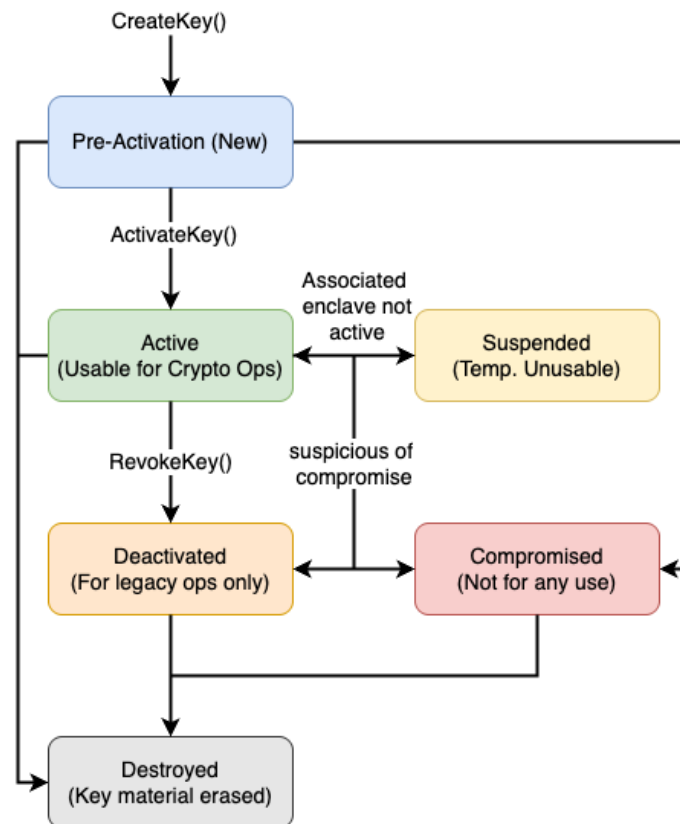 CreateKey()
Pre-Activation (New)
ActivateKey()
Associated
enclave not
active
Active
(Usable for Crypto Ops)
Suspended
(Temp. Unusable)
RevokeKey()
suspicious of
compromise
Deactivated
(For legacy ops only)
Compromised
(Not for any use)
Destroyed
(Key material erased)